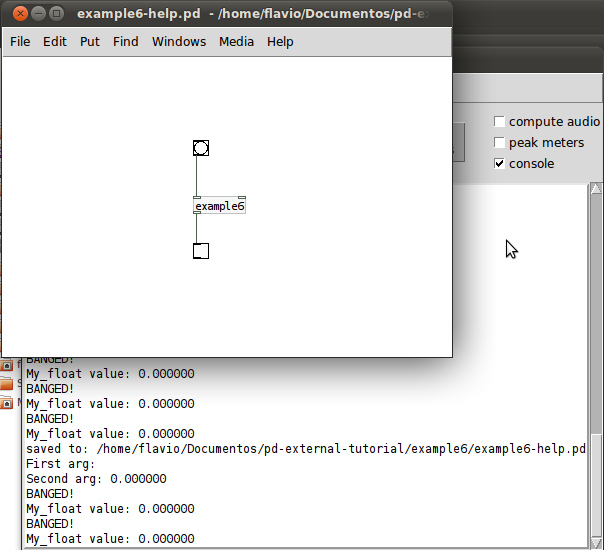 example6-help.pd - /home/flavio/Documentos/pd-e
File Edit Put Find Windows Media Help
compute audio
peak meters
console
example6
BANGED!
My_float value: 0.000000
BANGED!
My_float value: 0.000000
BANGED!
My_float value: 0.000000
saved to: /home/flavio/Documentos/pd-external-tutorial/example6/example6-help.pd
First arg:
Second arg: 0.000000
BANGED!
My_float value: 0.000000
BANGED!
My_float value: 0.000000